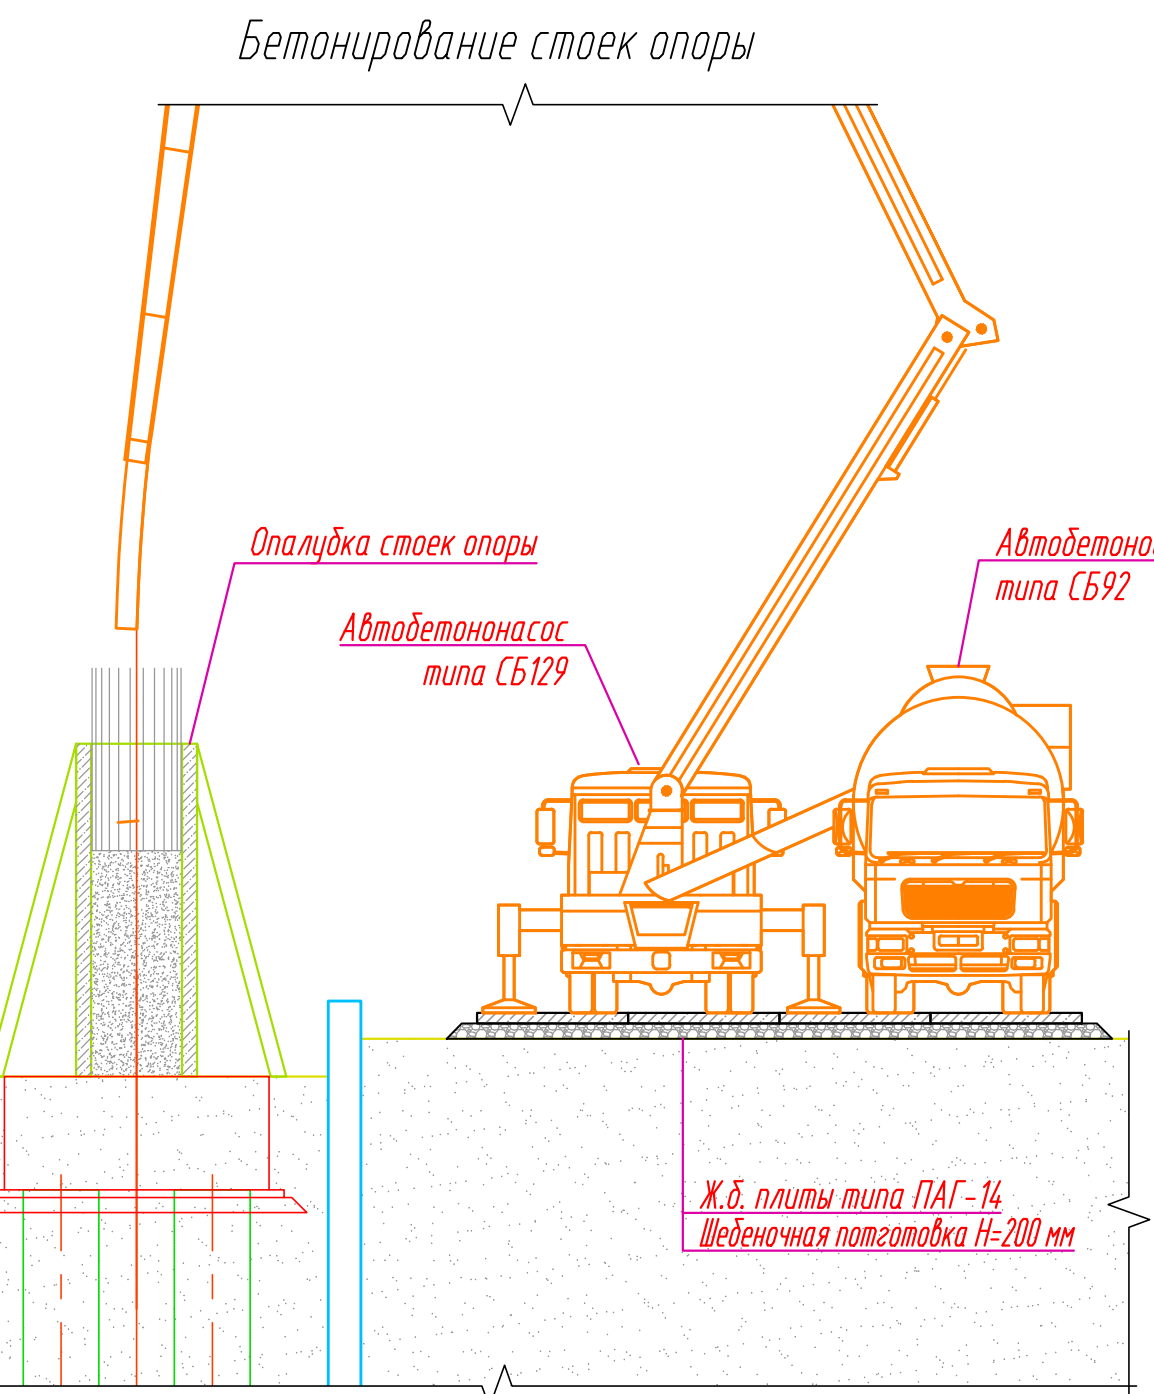 Бетонирование стоек опоры
Опалубка стоек опоры
Автобетононасос
типа СБ129
типа СБ92
Ж.б. плиты типа ПАГ-14
Шебеночная потготовка Н=200 мм